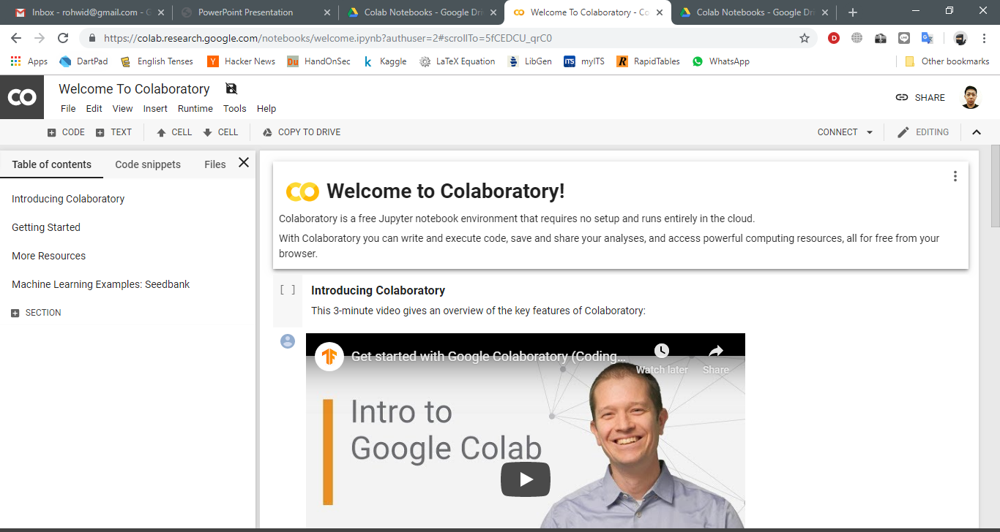 Inbox - rohwid@gmail.com - G
PowerPoint Presentation
Colab Notebooks - Google Dri
Welcome To Colaboratory - Co
Colab Notebooks - Google Dri
https://colab.research.google.com/notebooks/welcome.ipynb?authuser=2#scrollTo=5fCEDCU_qrC0
D
LINE
G
Apps
DartPad
English Tenses
Y
Hacker News
Du
HandOnSec
k
Kaggle
LaTeX Equation
LibGen
ITS
myITS
R
RapidTables
WhatsApp
Other bookmarks
CO
Welcome To Colaboratory
File Edit View Insert Runtime Tools Help
SHARE
CODE TEXT CELL CELL COPY TO DRIVE
CONNECT
EDITING
Table of contents Code snippets Files
Introducing Colaboratory
Getting Started
More Resources
Machine Learning Examples: Seedbank
SECTION
CO Welcome to Colaboratory!
Colaboratory is a free Jupyter notebook environment that requires no setup and runs entirely in the cloud.
With Colaboratory you can write and execute code, save and share your analyses, and access powerful computing resources, all for free from your
browser.
[ ] Introducing Colaboratory
This 3-minute video gives an overview of the key features of Colaboratory:
Get started with Google Colaboratory (Coding...
Watch later
Share
Intro to
Google Colab